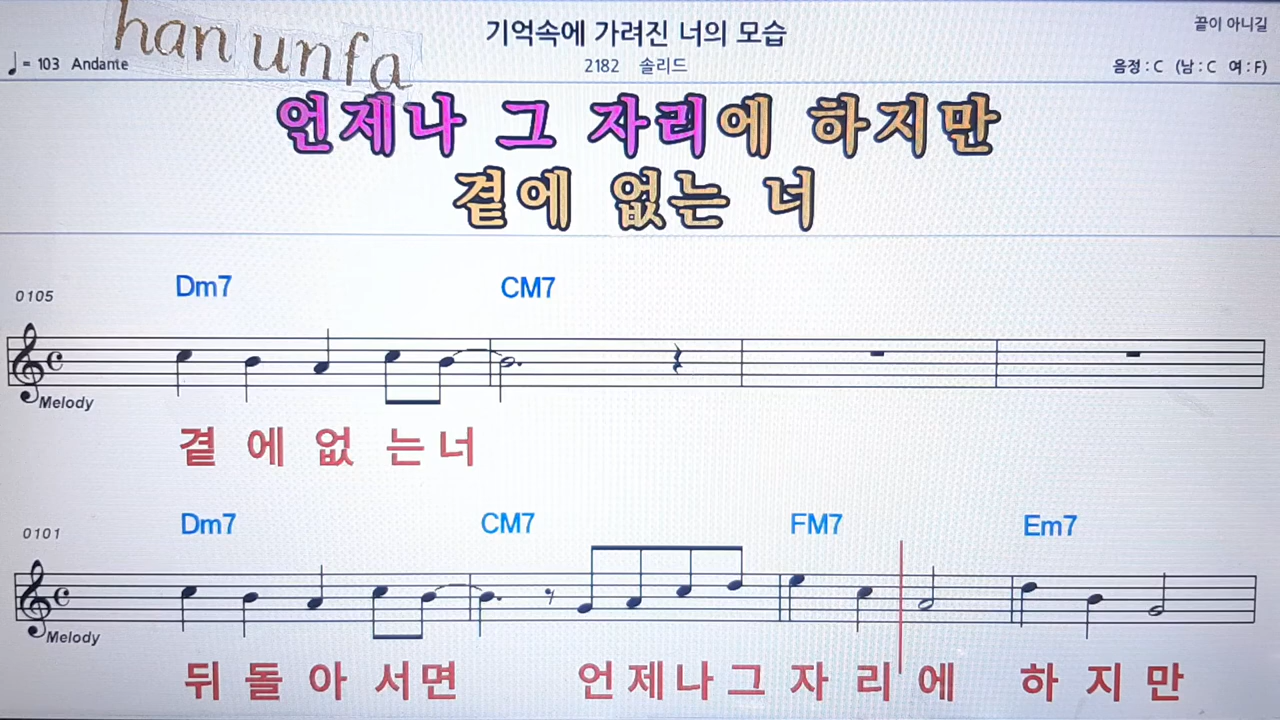 han unfa
기억속에 가려진 너의 모습
끝이 아니길
♩= 103 Andante
2182 솔리드
음정 : C (남 : C 여 : F)
언제나 그 자리에 하지만
곁에 없는 너
Dm7 CM7
0105
Melody
곁 에 없 는 너
Dm7 CM7 FM7 Em7
0101
Melody
뒤 돌 아 서 면 언 제 나 그 자 리 에 하 지 만